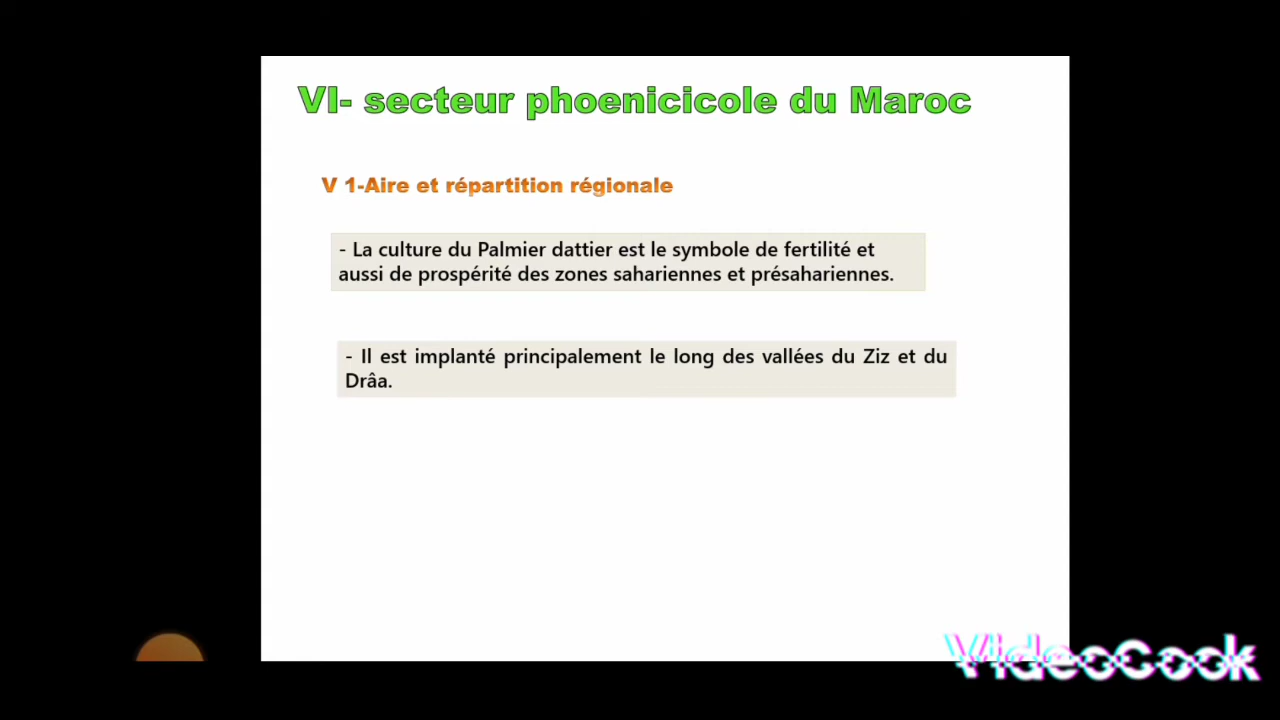 VI- secteur phoenicicole du Maroc
V 1-Aire et répartition régionale
- La culture du Palmier dattier est le symbole de fertilité et
aussi de prospérité des zones sahariennes et présahariennes.
- Il est implanté principalement le long des vallées du Ziz et du
Drâa.
VideoCook